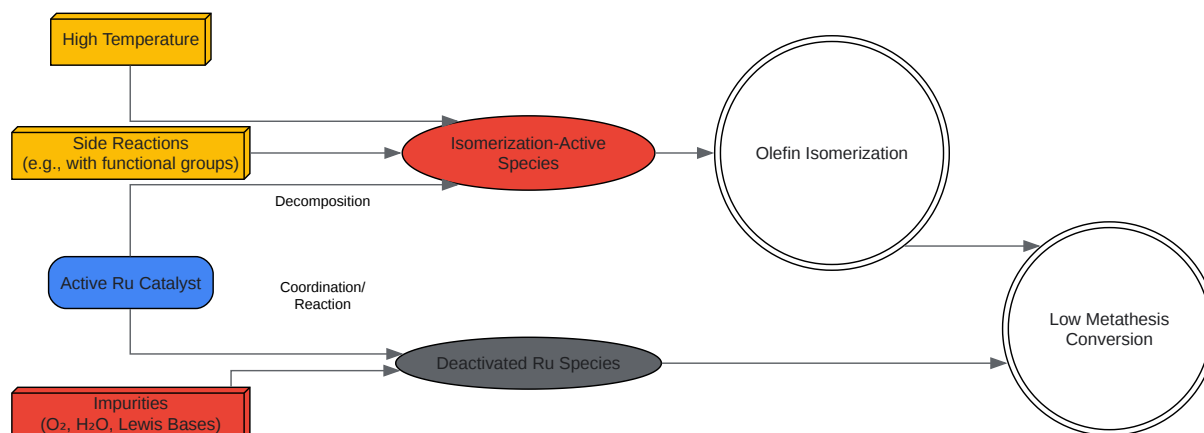 High Temperature
Side Reactions
(e.g., with functional groups)
Isomerization-Active
Species
Olefin Isomerization
Decomposition
Active Ru Catalyst
Coordination/
Reaction
Low Metathesis
Conversion
Deactivated Ru Species
Impurities
(O₂, H₂O, Lewis Bases)